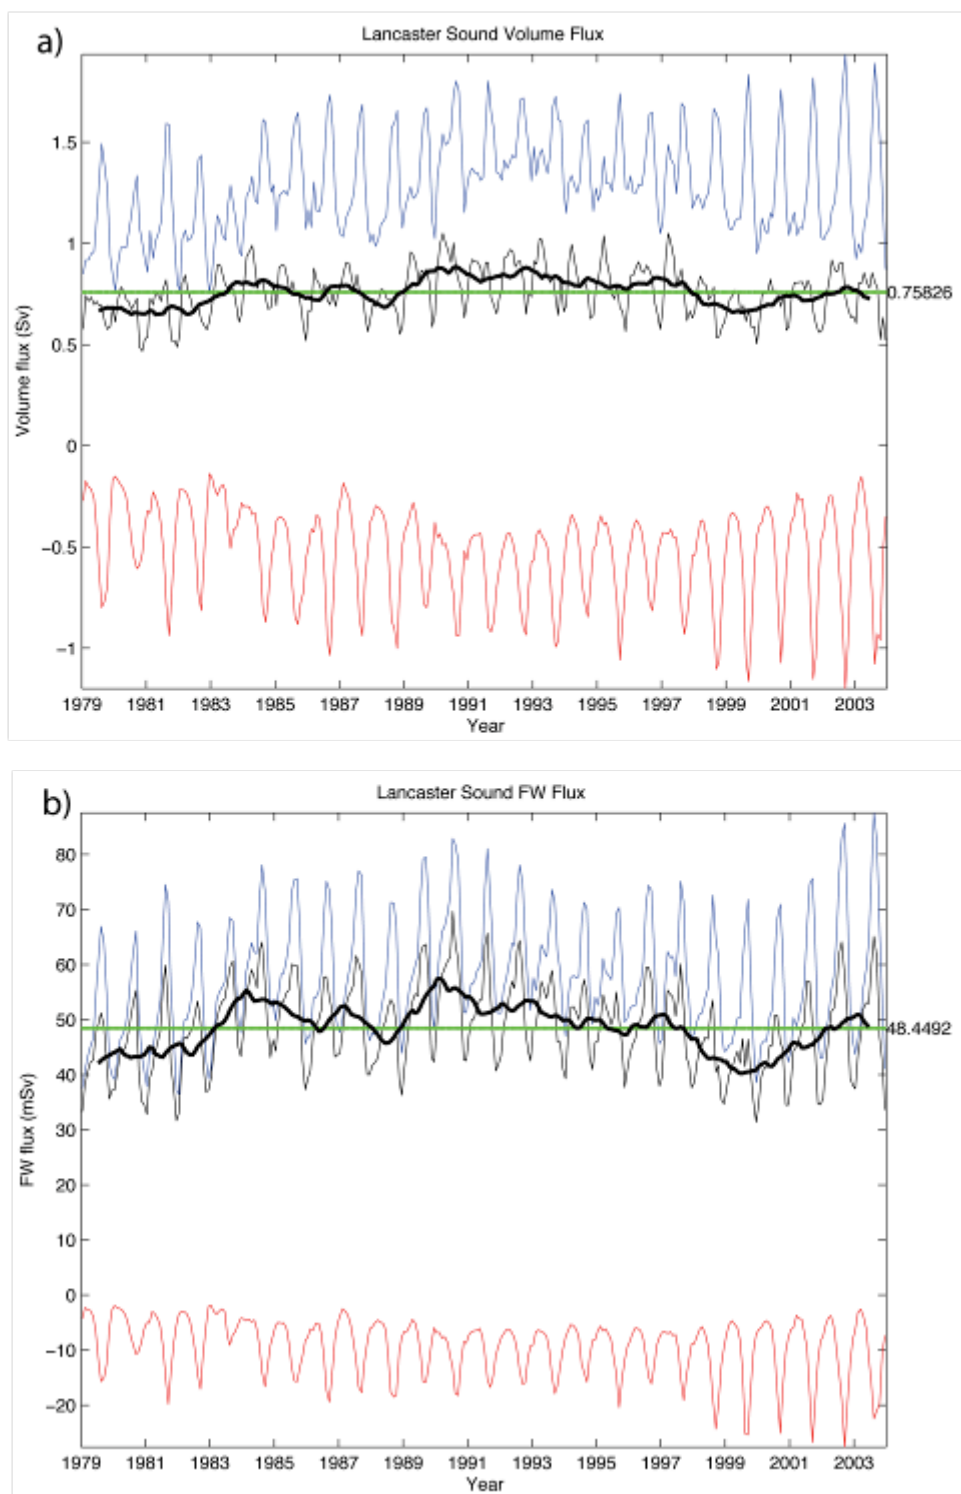 a)
Lancaster Sound Volume Flux
1.5
1
0.5
0
−0.5
−1
Volume flux (Sv)
0.75826
1979 1981 1983 1985 1987 1989 1991 1993 1995 1997 1999 2001 2003
Year
b)
Lancaster Sound FW Flux
80
70
60
50
40
30
20
10
0
−10
−20
FW flux (mSv)
48.4492
1979 1981 1983 1985 1987 1989 1991 1993 1995 1997 1999 2001 2003
Year